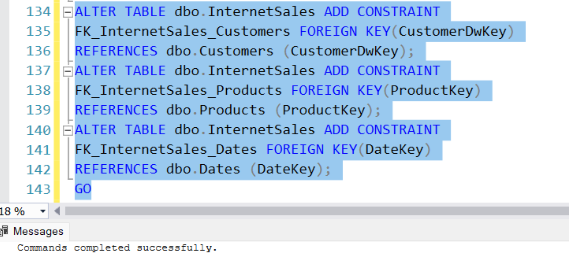 134 ALTER TABLE dbo.InternetSales ADD CONSTRAINT
135 FK_InternetSales_Customers FOREIGN KEY(CustomerDwKey)
136 REFERENCES dbo.Customers (CustomerDwKey);
137 ALTER TABLE dbo.InternetSales ADD CONSTRAINT
138 FK_InternetSales_Products FOREIGN KEY(ProductKey)
139 REFERENCES dbo.Products (ProductKey);
140 ALTER TABLE dbo.InternetSales ADD CONSTRAINT
141 FK_InternetSales_Dates FOREIGN KEY(DateKey)
142 REFERENCES dbo.Dates (DateKey);
143 GO
18 %
Messages
Commands completed successfully.